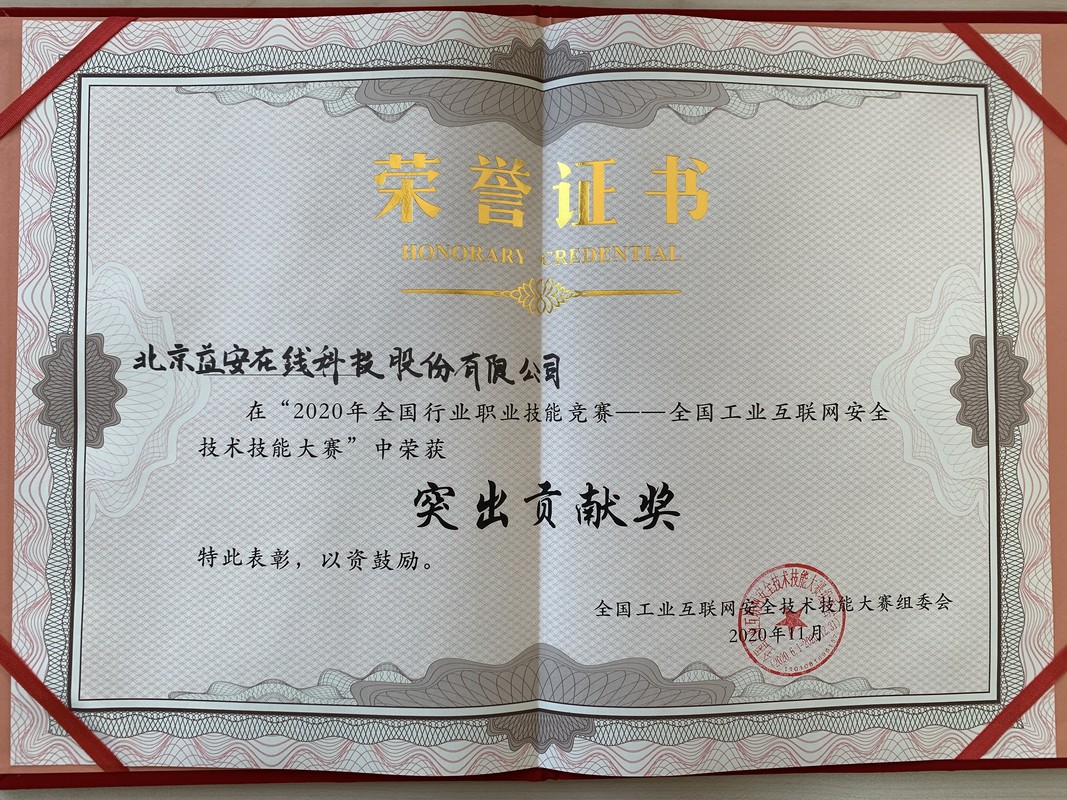 荣誉证书
HONORARY CREDENTIAL
北京益安在线科技股份有限公司
在“2020年全国行业职业技能竞赛——全国工业互联网安全
技术技能大赛”中荣获
突出贡献奖
特此表彰，以资鼓励。
全国工业互联网安全技术技能大赛组委会
2020年11月